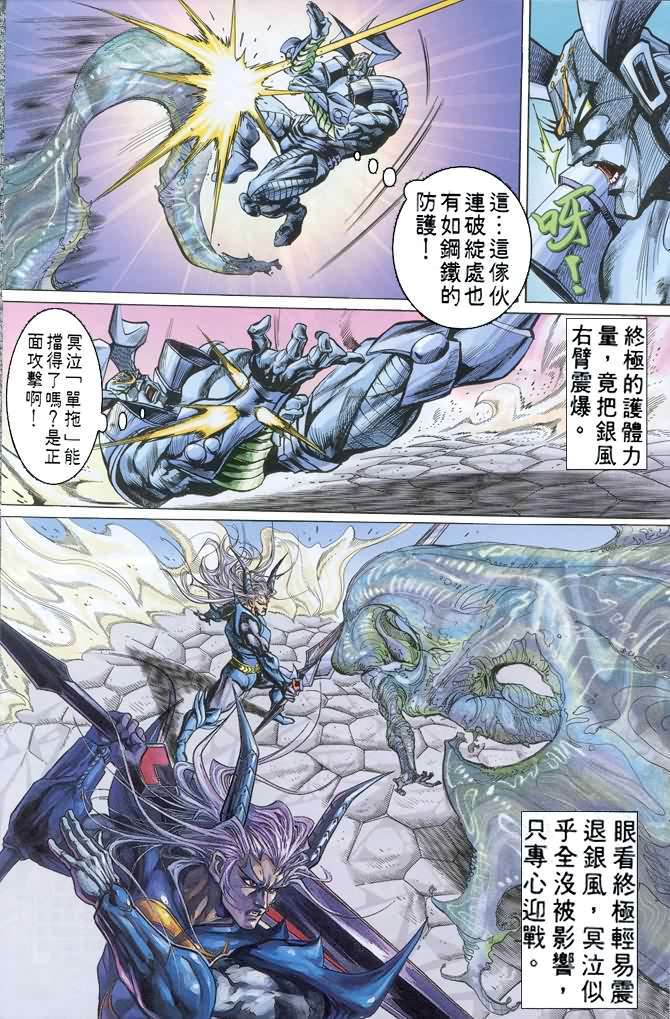 呀！
這…這傢伙
連破綻處也
有如鋼鐵的
防護！
終極的護體力
量，竟把銀風
右臂震爆。
冥泣「單拖」能
擋得了嗎？是正
面攻擊啊！
眼看終極輕易震
退銀風，冥泣似
乎全沒被影響，
只專心迎戰。